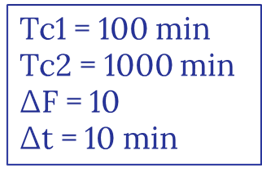 Tc1 = 100 min
Tc2 = 1000 min
ΔF = 10
Δt = 10 min